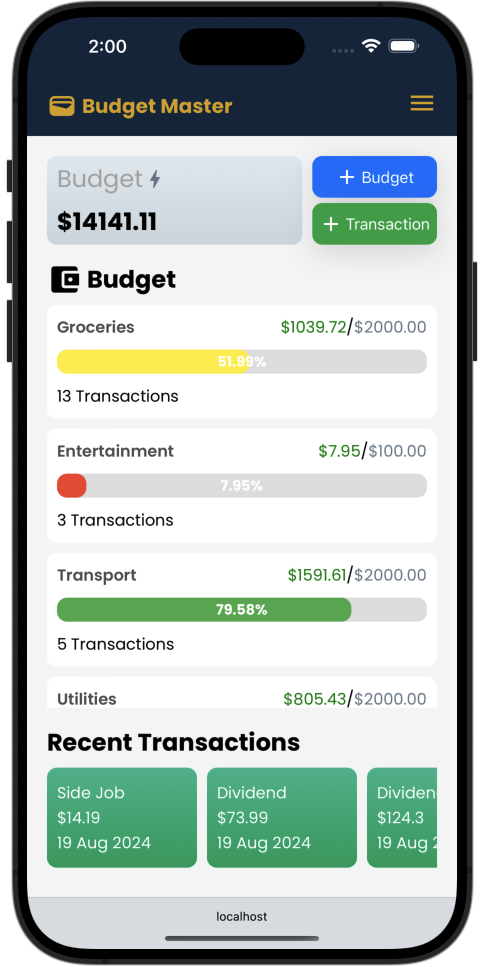 2:00
Budget Master
Budget
$14141.11
+ Budget
+ Transaction
Budget
Groceries $1039.72/$2000.00
51.99%
13 Transactions
Entertainment $7.95/$100.00
7.95%
3 Transactions
Transport $1591.61/$2000.00
79.58%
5 Transactions
Utilities $805.43/$2000.00
Recent Transactions
Side Job
$14.19
19 Aug 2024
Dividend
$73.99
19 Aug 2024
$124.3
19 Aug
localhost